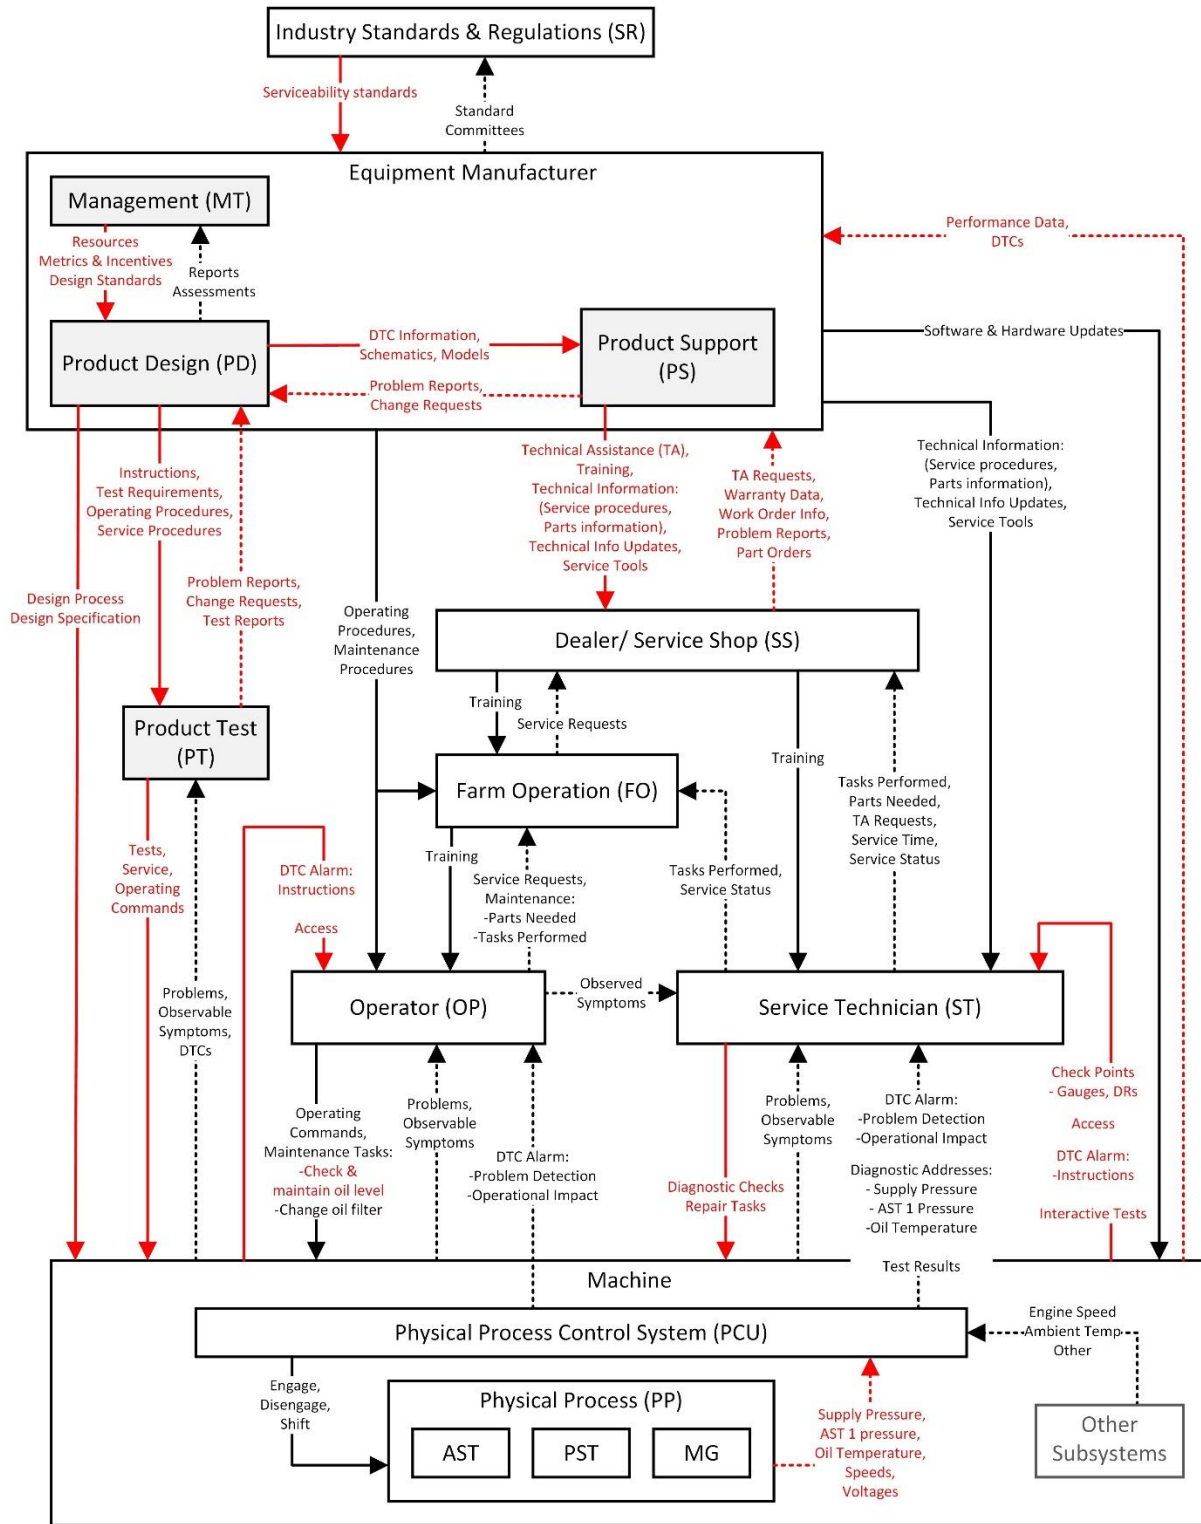 Industry Standards & Regulations (SR)
Serviceability standards
Standard
Committees
Equipment Manufacturer
Management (MT)
Resources
Metrics & Incentives
Design Standards
Reports
Assessments
Performance Data,
DTCs
Product Design (PD)
DTC Information,
Schematics, Models
Product Support
(PS)
Software & Hardware Updates
Problem Reports,
Change Requests
Instructions,
Test Requirements,
Operating Procedures,
Service Procedures
Technical Assistance (TA),
Training,
Technical Information:
(Service procedures,
Parts information),
Technical Info Updates,
Service Tools
TA Requests,
Warranty Data,
Work Order Info,
Problem Reports,
Part Orders
Technical Information:
(Service procedures,
Parts information),
Technical Info Updates,
Service Tools
Design Process
Design Specification
Problem Reports,
Change Requests,
Test Reports
Operating
Procedures,
Maintenance
Procedures
Dealer/ Service Shop (SS)
Training
Service Requests
Training
Product Test
(PT)
Farm Operation (FO)
Tasks Performed,
Parts Needed,
TA Requests,
Service Time,
Service Status
Tests,
Service,
Operating
Commands
DTC Alarm:
Instructions
Access
Training
Service Requests,
Maintenance:
-Parts Needed
-Tasks Performed
Tasks Performed,
Service Status
Problems,
Observable
Symptoms,
DTCs
Operator (OP)
Observed
Symptoms
Service Technician (ST)
Operating
Commands,
Maintenance Tasks:
-Check &
maintain oil level
-Change oil filter
Problems,
Observable
Symptoms
DTC Alarm:
-Problem Detection
-Operational Impact
Diagnostic Checks
Repair Tasks
Problems,
Observable
Symptoms
DTC Alarm:
-Problem Detection
-Operational Impact
Diagnostic Addresses:
- Supply Pressure
- AST 1 Pressure
-Oil Temperature
Test Results
Check Points
- Gauges, DRs
Access
DTC Alarm:
-Instructions
Interactive Tests
Machine
Physical Process Control System (PCU)
Engine Speed
Ambient Temp
Other
Engage,
Disengage,
Shift
Physical Process (PP)
AST
PST
MG
Supply Pressure,
AST 1 pressure,
Oil Temperature,
Speeds,
Voltages
Other
Subsystems